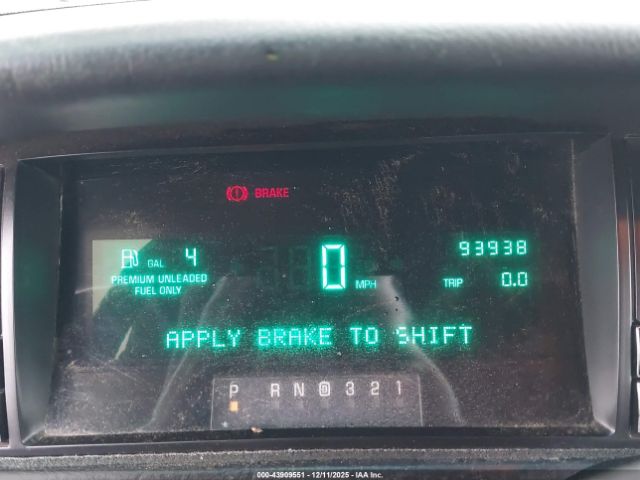 BRAKE
GAL 4
PREMIUM UNLEADED
FUEL ONLY
0 MPH
93938
TRIP 0.0
APPLY BRAKE TO SHIFT
P R N D 3 2 1
000-43909551 - 12/11/2025 - IAA Inc.